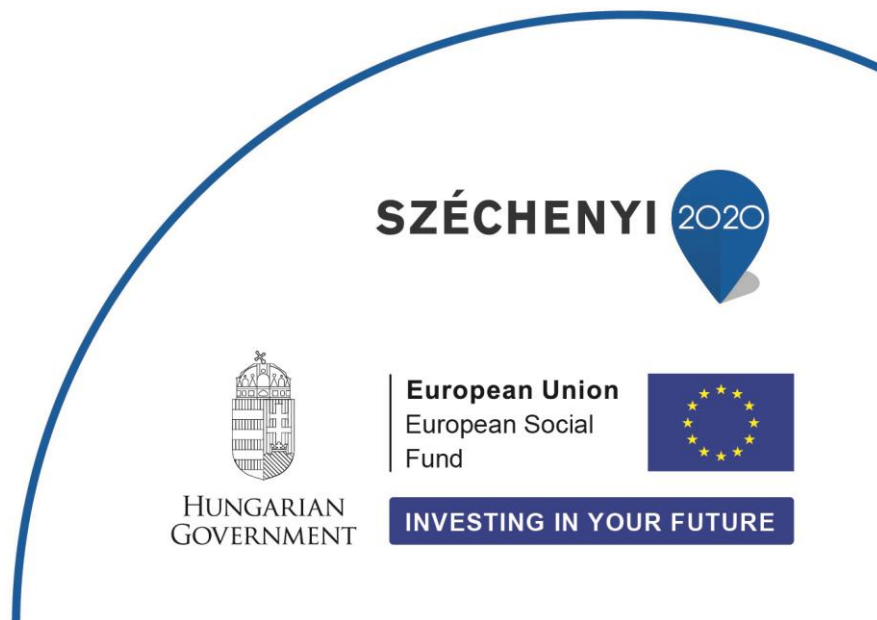 SZÉCHENYI 2020
European Union
European Social
Fund
HUNGARIAN
GOVERNMENT
INVESTING IN YOUR FUTURE